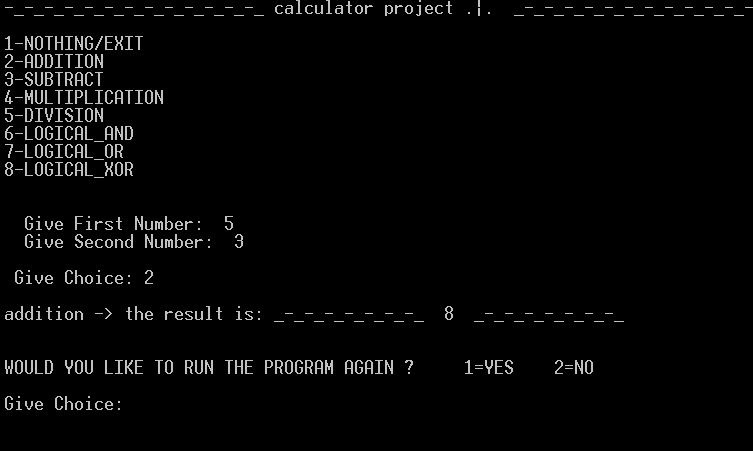 -_-_-_-_-_-_-_-_-_-_-_-_-_ calculator project .|. _-_-_-_-_-_-_-_-_-_-_-_-
1-NOTHING/EXIT
2-ADDITION
3-SUBTRACT
4-MULTIPLICATION
5-DIVISION
6-LOGICAL_AND
7-LOGICAL_OR
8-LOGICAL_XOR
Give First Number: 5
Give Second Number: 3
Give Choice: 2
addition -> the result is: _-_-_-_-_-_-_-_ 8 _-_-_-_-_-_-_-_
WOULD YOU LIKE TO RUN THE PROGRAM AGAIN ? 1=YES 2=NO
Give Choice: